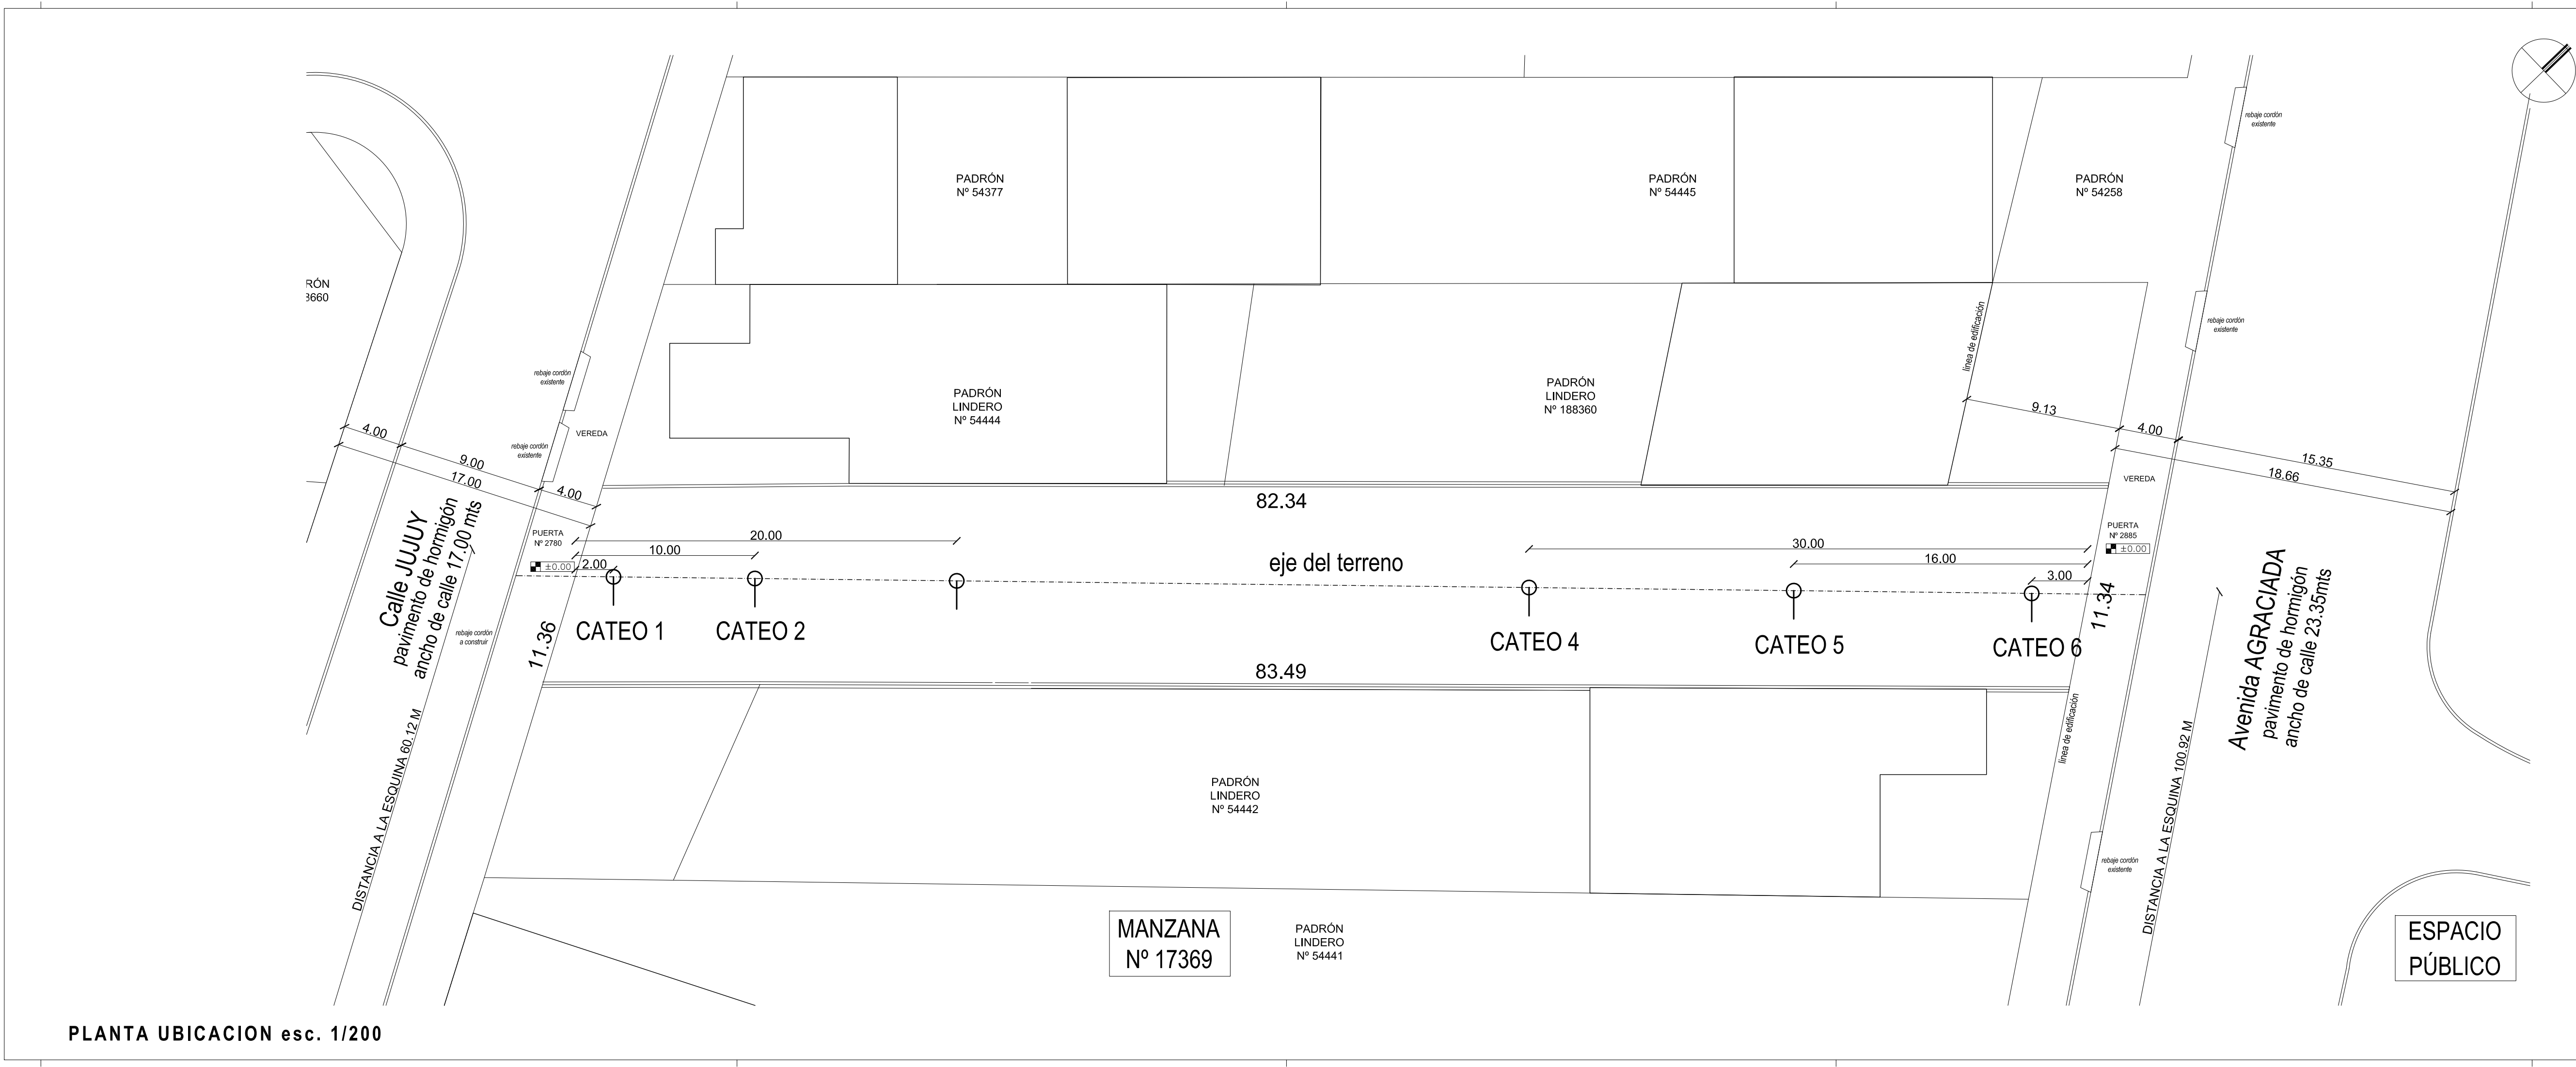 PADRÓN
Nº 54377
PADRÓN
Nº 54445
PADRÓN
Nº 54258
rebaje cordón
existente
RÓN
3660
rebaje cordón
existente
línea de edificación
rebaje cordón
existente
PADRÓN
LINDERO
Nº 54444
PADRÓN
LINDERO
Nº 188360
VEREDA
rebaje cordón
existente
4.00
9.00
17.00
4.00
9.13
4.00
15.35
18.66
VEREDA
82.34
Calle JUJUY
pavimento de hormigón
ancho de calle 17.00 mts
PUERTA
Nº 2780
±0.00
20.00
10.00
2.00
eje del terreno
30.00
16.00
3.00
PUERTA
Nº 2885
±0.00
11.36
11.34
CATEO 1
CATEO 2
CATEO 4
CATEO 5
CATEO 6
rebaje cordón
a construir
83.49
Avenida AGRACIADA
pavimento de hormigón
ancho de calle 23.35mts
línea de edificación
DISTANCIA A LA ESQUINA 60.12 M
DISTANCIA A LA ESQUINA 100.92 M
PADRÓN
LINDERO
Nº 54442
rebaje cordón
existente
MANZANA
Nº 17369
PADRÓN
LINDERO
Nº 54441
ESPACIO
PÚBLICO
PLANTA UBICACION esc. 1/200